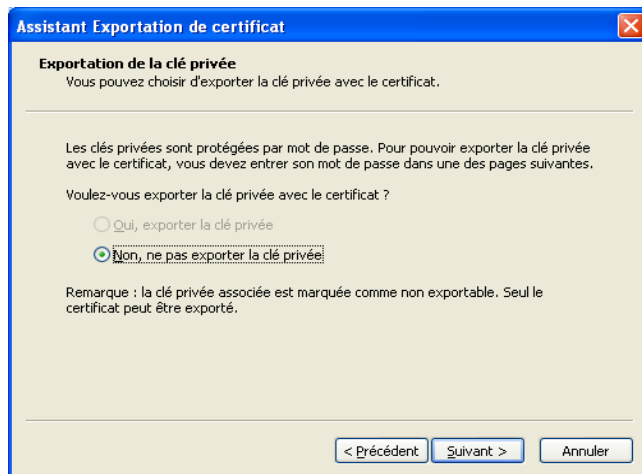 Assistant Exportation de certificat
Exportation de la clé privée
Vous pouvez choisir d'exporter la clé privée avec le certificat.
Les clés privées sont protégées par mot de passe. Pour pouvoir exporter la clé privée
avec le certificat, vous devez entrer son mot de passe dans une des pages suivantes.
Voulez-vous exporter la clé privée avec le certificat ?
Oui, exporter la clé privée
Non, ne pas exporter la clé privée
Remarque : la clé privée associée est marquée comme non exportable. Seul le
certificat peut être exporté.
< Précédent Suivant > Annuler